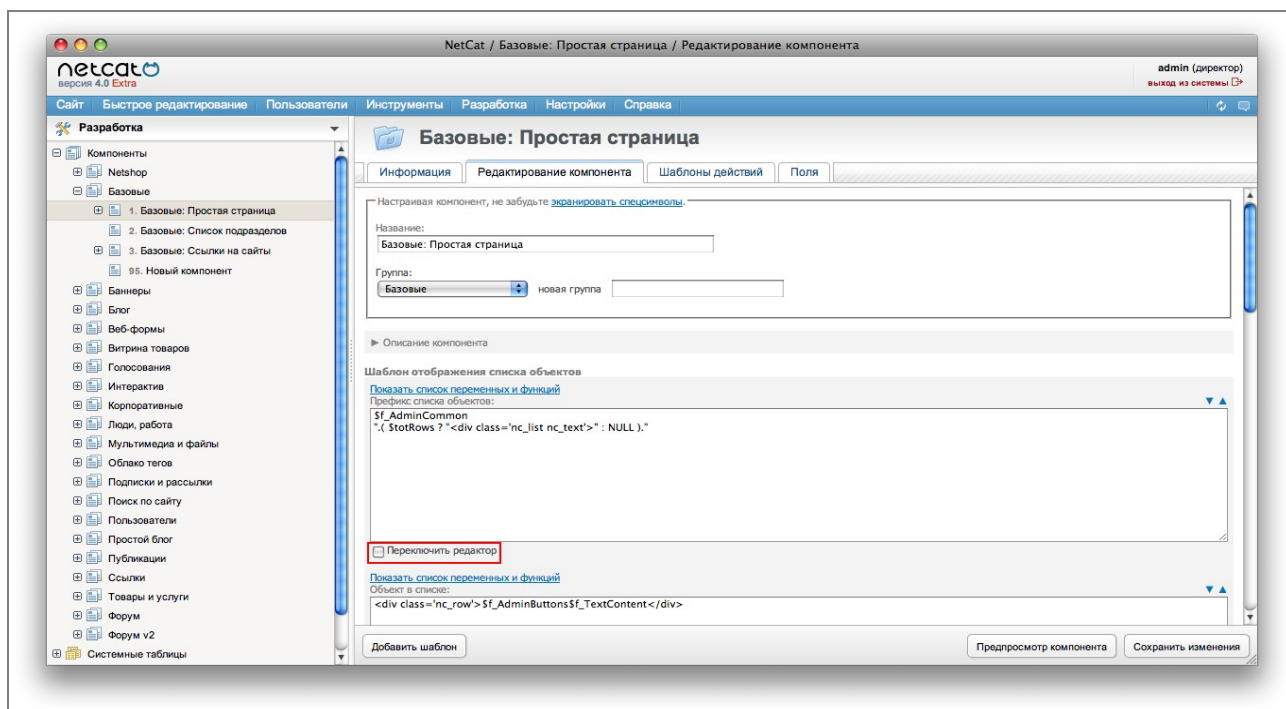 NetCat / Базовые: Простая страница / Редактирование компонента
netcat
версия 4.0 Extra
admin (директор)
выход из системы
Сайт Быстрое редактирование Пользователи Инструменты Разработка Настройки Справка
Разработка
Компоненты
Netshop
Базовые
1. Базовые: Простая страница
2. Базовые: Список подразделов
3. Базовые: Ссылки на сайты
95. Новый компонент
Баннеры
Блог
Веб-формы
Витрина товаров
Голосования
Интерактив
Корпоративные
Люди, работа
Мультимедиа и файлы
Облако тегов
Подписки и рассылки
Поиск по сайту
Пользователи
Простой блог
Публикации
Ссылки
Товары и услуги
Форум
Форум v2
Системные таблицы
Базовые: Простая страница
Информация Редактирование компонента Шаблоны действий Поля
Настраивая компонент, не забудьте экранировать спецсимволы.
Название:
Базовые: Простая страница
Группа:
Базовые новая группа
Описание компонента
Шаблон отображения списка объектов
Показать список переменных и функций
Префикс списка объектов:
$f_AdminCommon
".( $totRows ? "<div class='nc_list nc_text'>" : NULL )."
Переключить редактор
Показать список переменных и функций
Объект в списке:
<div class='nc_row'>$f_AdminButtons$f_TextContent</div>
Добавить шаблон Предпросмотр компонента Сохранить изменения